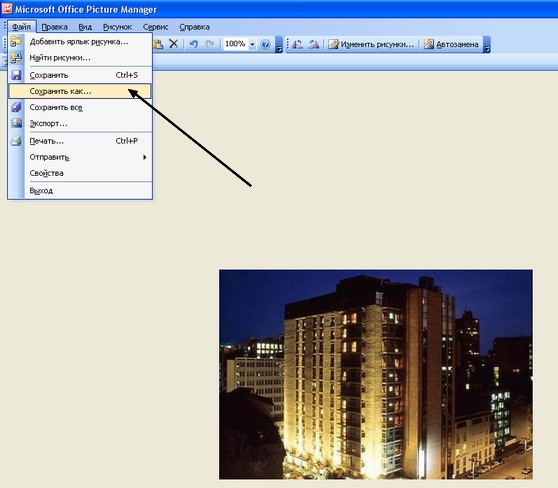 Microsoft Office Picture Manager
Файл Правка Вид Рисунок Сервис Справка
100% Изменить рисунки... Автозамена
Добавить ярлык рисунка...
Найти рисунки...
Сохранить Ctrl+S
Сохранить как...
Сохранить все
Экспорт...
Печать... Ctrl+P
Отправить
Свойства
Выход